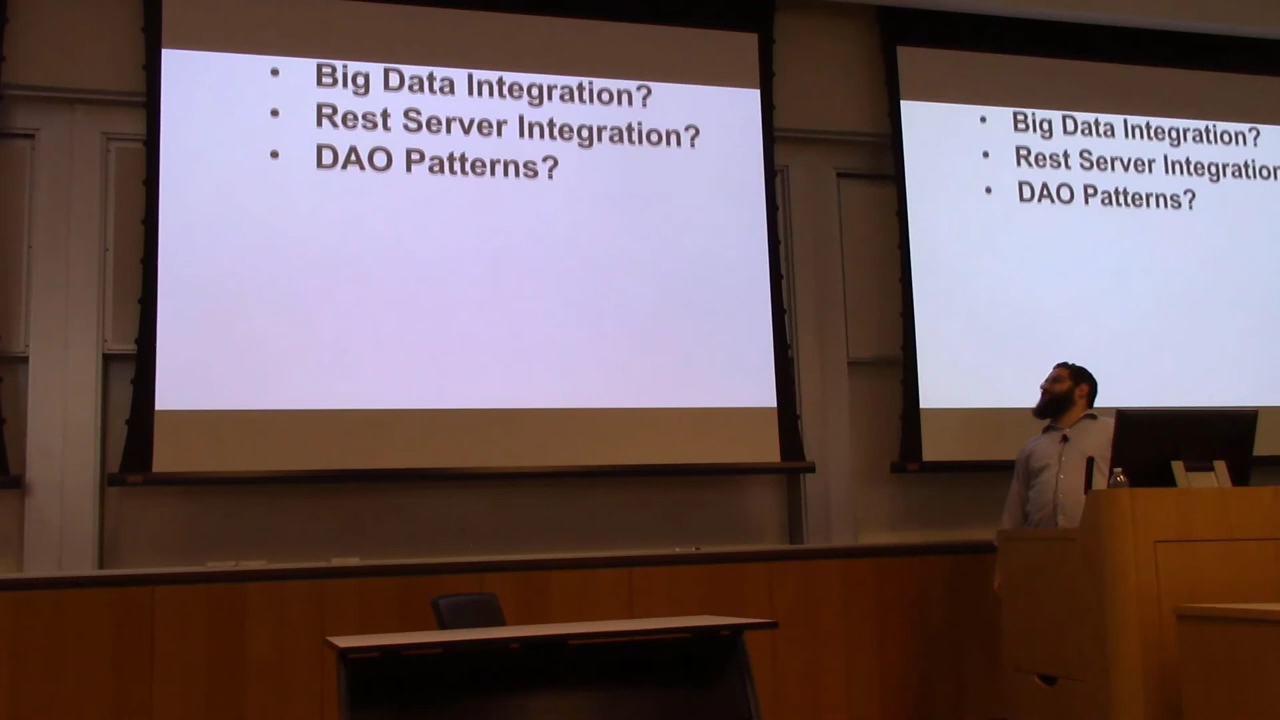 • Big Data Integration?
• Rest Server Integration?
• DAO Patterns?
• Big Data Integration?
• Rest Server Integration
• DAO Patterns?